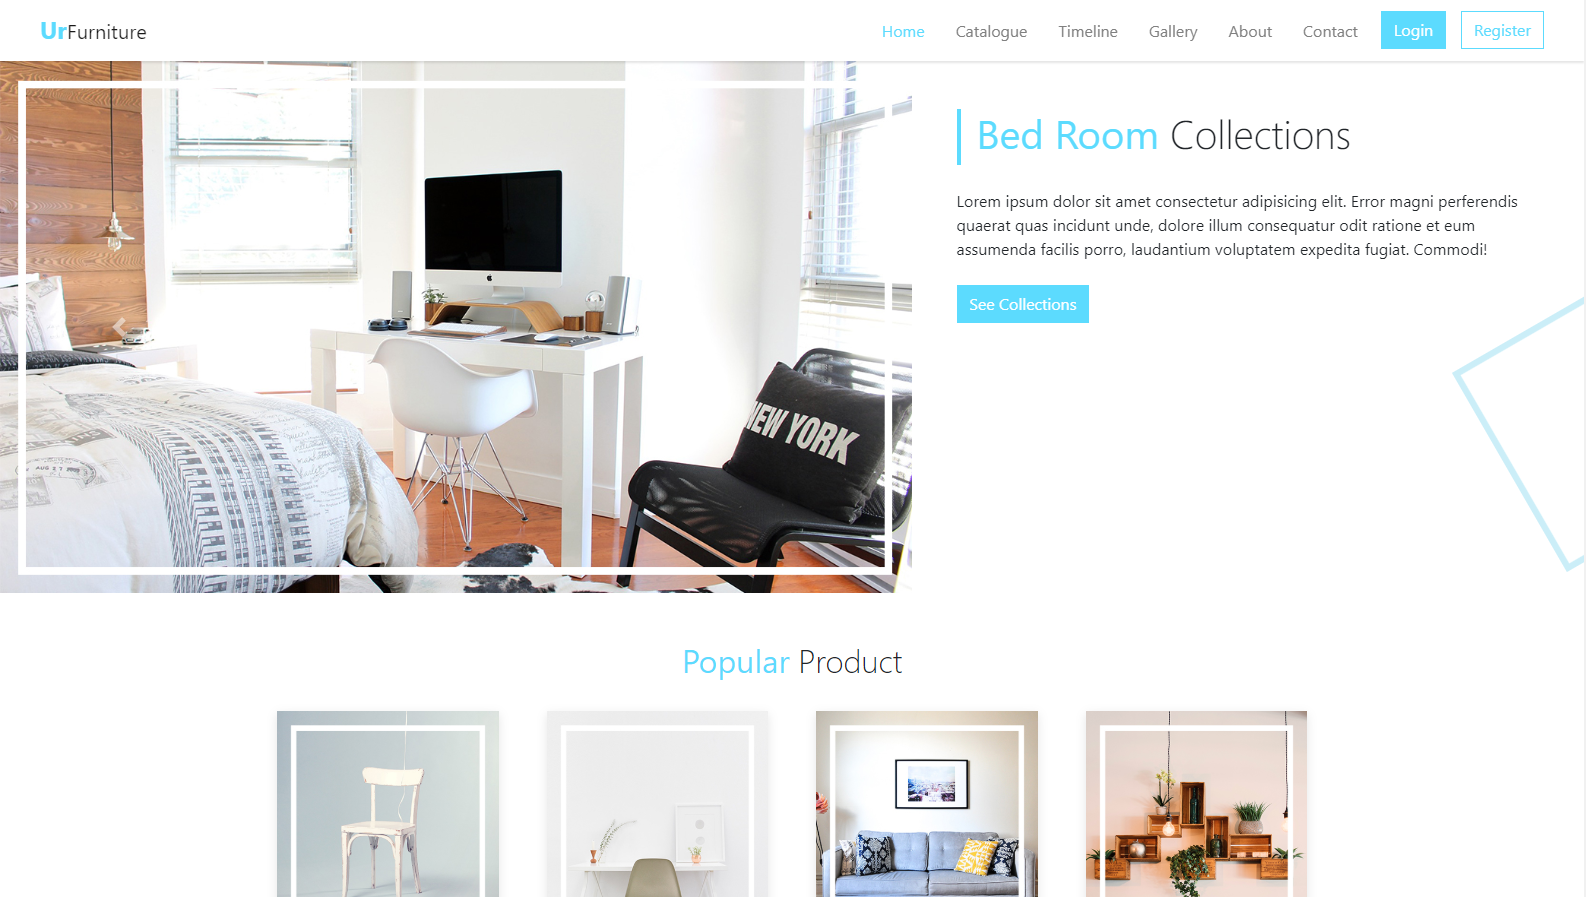 UrFurniture
Home Catalogue Timeline Gallery About Contact Login Register
Bed Room Collections
Lorem ipsum dolor sit amet consectetur adipisicing elit. Error magni perferendis
quaerat quas incidunt unde, dolore illum consequatur odit ratione et eum
assumenda facilis porro, laudantium voluptatem expedita fugiat. Commodi!
See Collections
NEW YORK
AUG 27
Popular Product